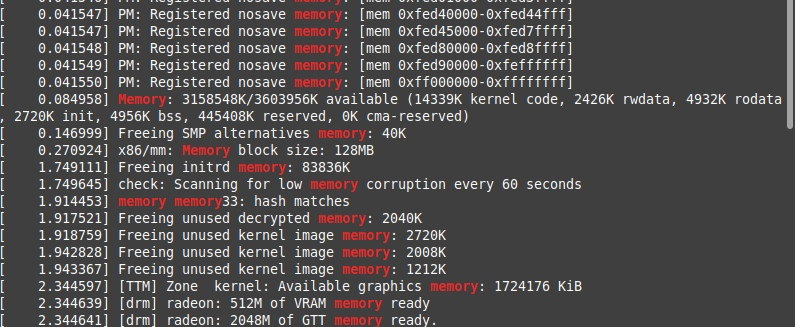 [    0.041547] PM: Registered nosave memory: [mem 0xfed40000-0xfed44fff]
[    0.041547] PM: Registered nosave memory: [mem 0xfed45000-0xfed7ffff]
[    0.041548] PM: Registered nosave memory: [mem 0xfed80000-0xfed8ffff]
[    0.041549] PM: Registered nosave memory: [mem 0xfed90000-0xfeffffff]
[    0.041550] PM: Registered nosave memory: [mem 0xff000000-0xffffffff]
[    0.084958] Memory: 3158548K/3603956K available (14339K kernel code, 2426K rwdata, 4932K rodata
, 2720K init, 4956K bss, 445408K reserved, 0K cma-reserved)
[    0.146999] Freeing SMP alternatives memory: 40K
[    0.270924] x86/mm: Memory block size: 128MB
[    1.749111] Freeing initrd memory: 83836K
[    1.749645] check: Scanning for low memory corruption every 60 seconds
[    1.914453] memory memory33: hash matches
[    1.917521] Freeing unused decrypted memory: 2040K
[    1.918759] Freeing unused kernel image memory: 2720K
[    1.942828] Freeing unused kernel image memory: 2008K
[    1.943367] Freeing unused kernel image memory: 1212K
[    2.344597] [TTM] Zone  kernel: Available graphics memory: 1724176 KiB
[    2.344639] [drm] radeon: 512M of VRAM memory ready
[    2.344641] [drm] radeon: 2048M of GTT memory ready.